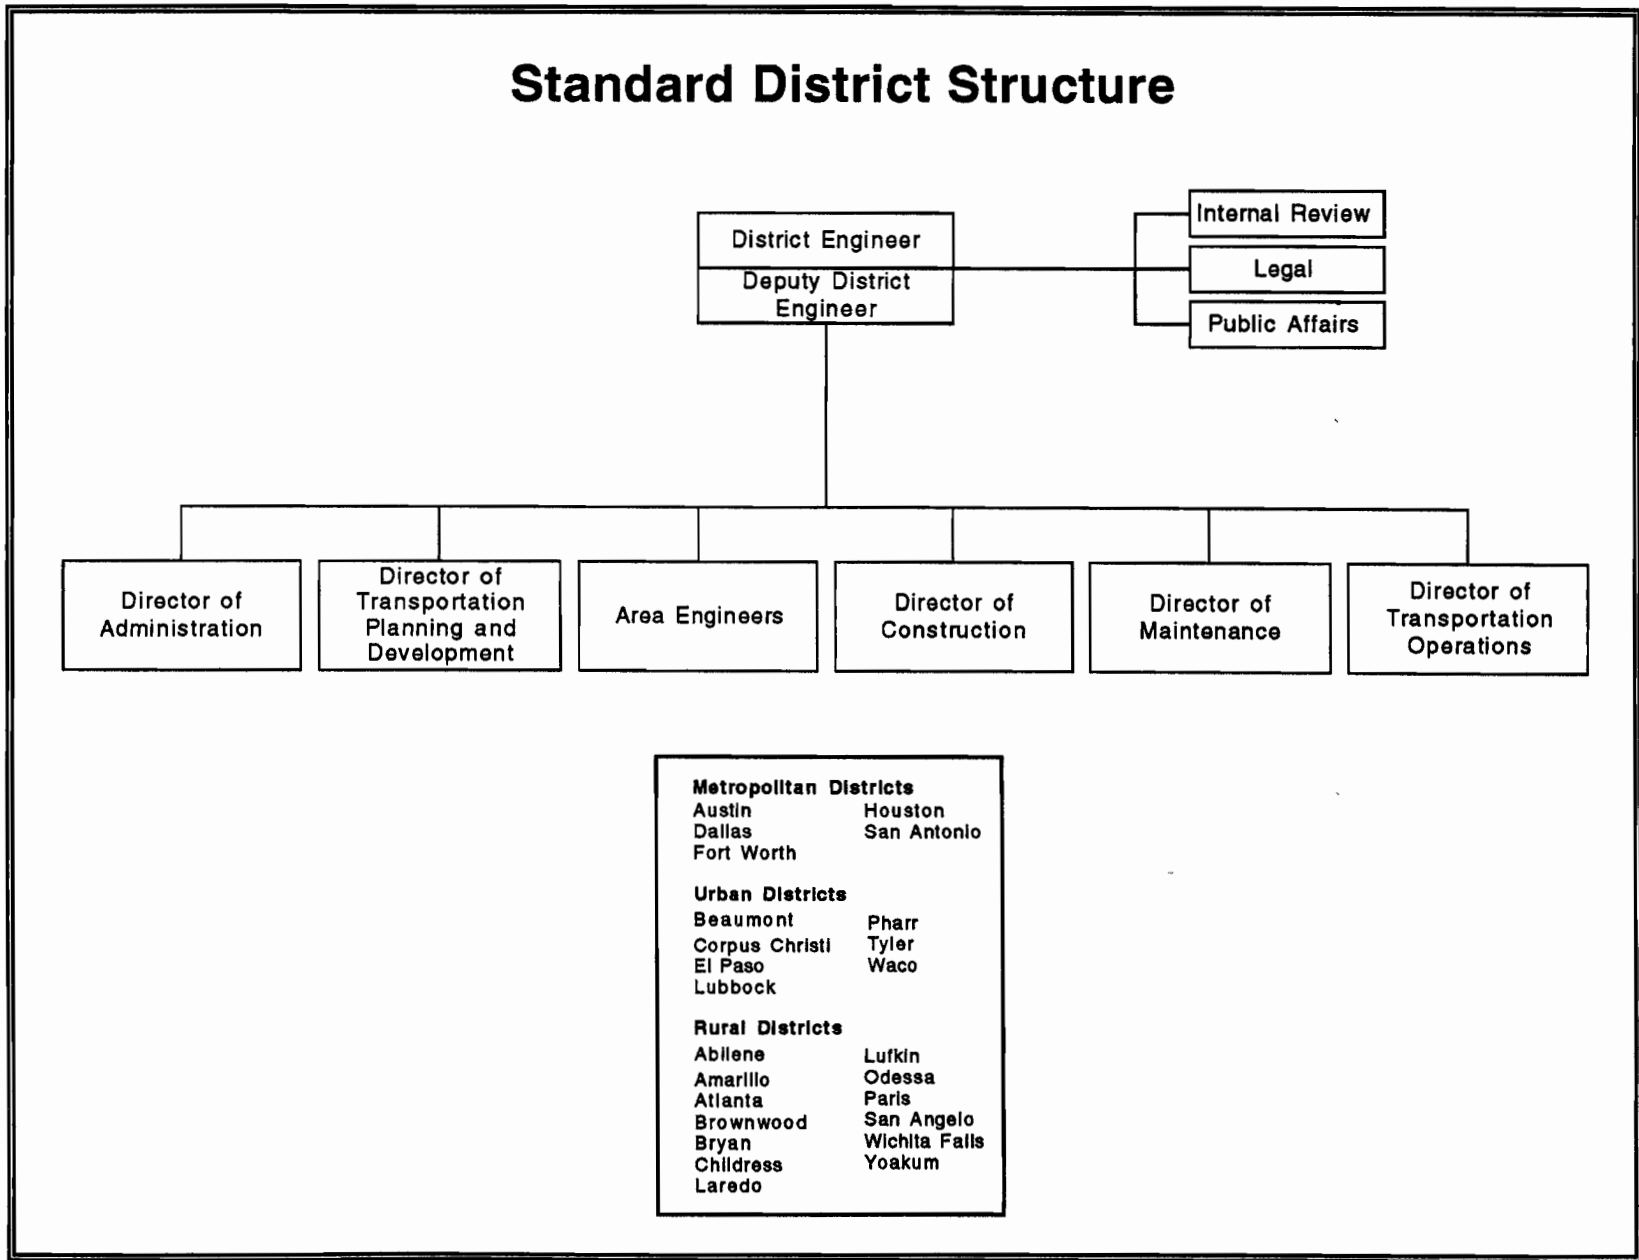 Standard District Structure
District Engineer
Deputy District
Engineer
Internal Review
Legal
Public Affairs
Director of
Administration
Director of
Transportation
Planning and
Development
Area Engineers
Director of
Construction
Director of
Maintenance
Director of
Transportation
Operations
Metropolitan Districts
Austin Houston
Dallas San Antonio
Fort Worth
Urban Districts
Beaumont Pharr
Corpus Christi Tyler
El Paso Waco
Lubbock
Rural Districts
Abilene Lufkin
Amarillo Odessa
Atlanta Paris
Brownwood San Angelo
Bryan Wichita Falls
Childress Yoakum
Laredo